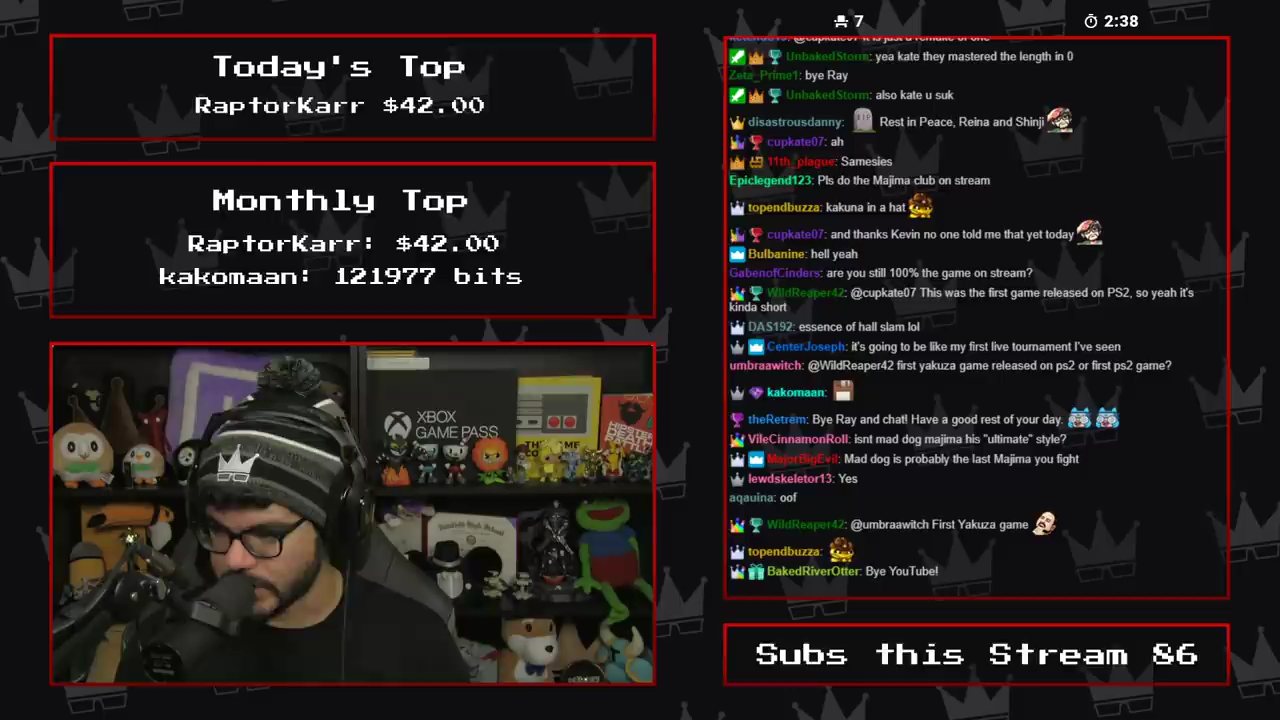 7
2:38
Today's Top
RaptorKarr $42.00
Monthly Top
RaptorKarr: $42.00
kakomaan: 121977 bits
@cupkate07 it is just a remake of one
UnbakedStorm: yea kate they mastered the length in 0
Zeta_Prime1: bye Ray
UnbakedStorm: also kate u suk
disastrousdanny: Rest in Peace, Reina and Shinji
cupkate07: ah
11th_plague: Samesies
Epiclegend123: Pls do the Majima club on stream
topendbuzza: kakuna in a hat
cupkate07: and thanks Kevin no one told me that yet today
Bulbanine: hell yeah
GabenofCinders: are you still 100% the game on stream?
WildReaper42: @cupkate07 This was the first game released on PS2, so yeah it's
kinda short
DAS192: essence of hall slam lol
CenterJoseph: it's going to be like my first live tournament I've seen
umbraawitch: @WildReaper42 first yakuza game released on ps2 or first ps2 game?
kakomaan:
theRetrem: Bye Ray and chat! Have a good rest of your day.
VileCinnamonRoll: isnt mad dog majima his "ultimate" style?
MajorBigEvil: Mad dog is probably the last Majima you fight
lewdskeletor13: Yes
aqauina: oof
WildReaper42: @umbraawitch First Yakuza game
topendbuzza:
BakedRiverOtter: Bye YouTube!
Subs this Stream 86
XBOX
GAME PASS